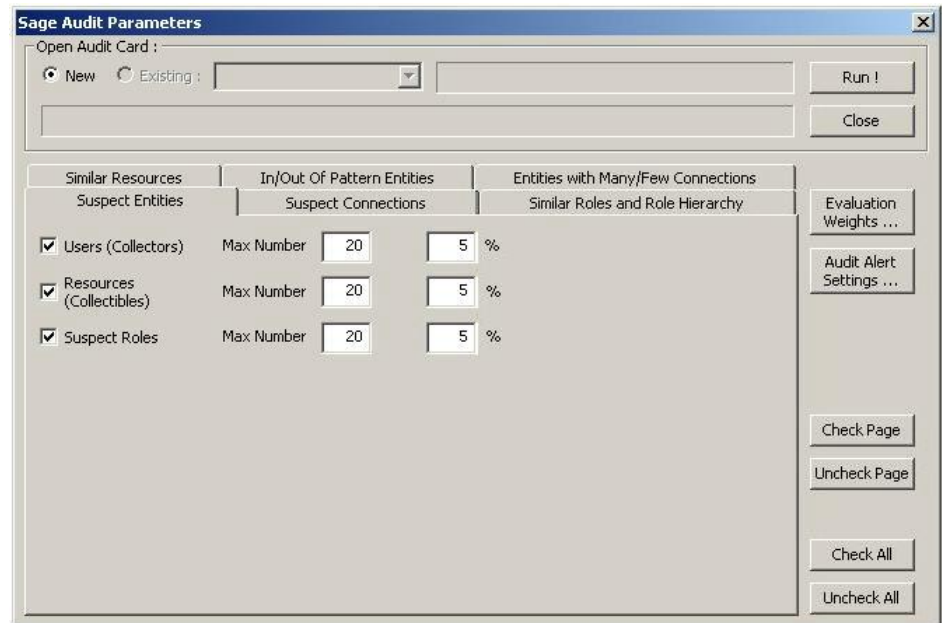 Sage Audit Parameters
Open Audit Card :
New Existing :
Run !
Close
Similar Resources In/Out Of Pattern Entities Entities with Many/Few Connections
Suspect Entities Suspect Connections Similar Roles and Role Hierarchy
Users (Collectors) Max Number 20 5 %
Resources
(Collectibles) Max Number 20 5 %
Suspect Roles Max Number 20 5 %
Evaluation
Weights ...
Audit Alert
Settings ...
Check Page
Uncheck Page
Check All
Uncheck All